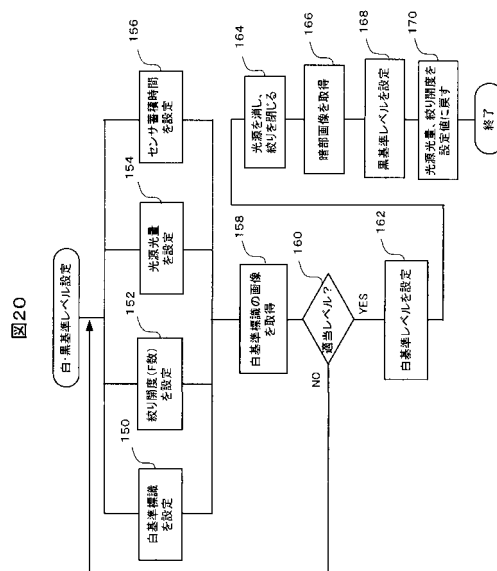 図20
白・黒基準レベル設定
150
白基準標識
を設定
152
絞り開度(F数)
を設定
154
光源光量
を設定
156
センサ蓄積時間
を設定
158
白基準標識の画像
を取得
160
適当レベル?
NO
YES
162
白基準レベルを設定
164
光源を消し、
絞りを閉じる
166
暗部画像を取得
168
黒基準レベルを設定
170
光源光量、絞り開度を
設定値に戻す
終了